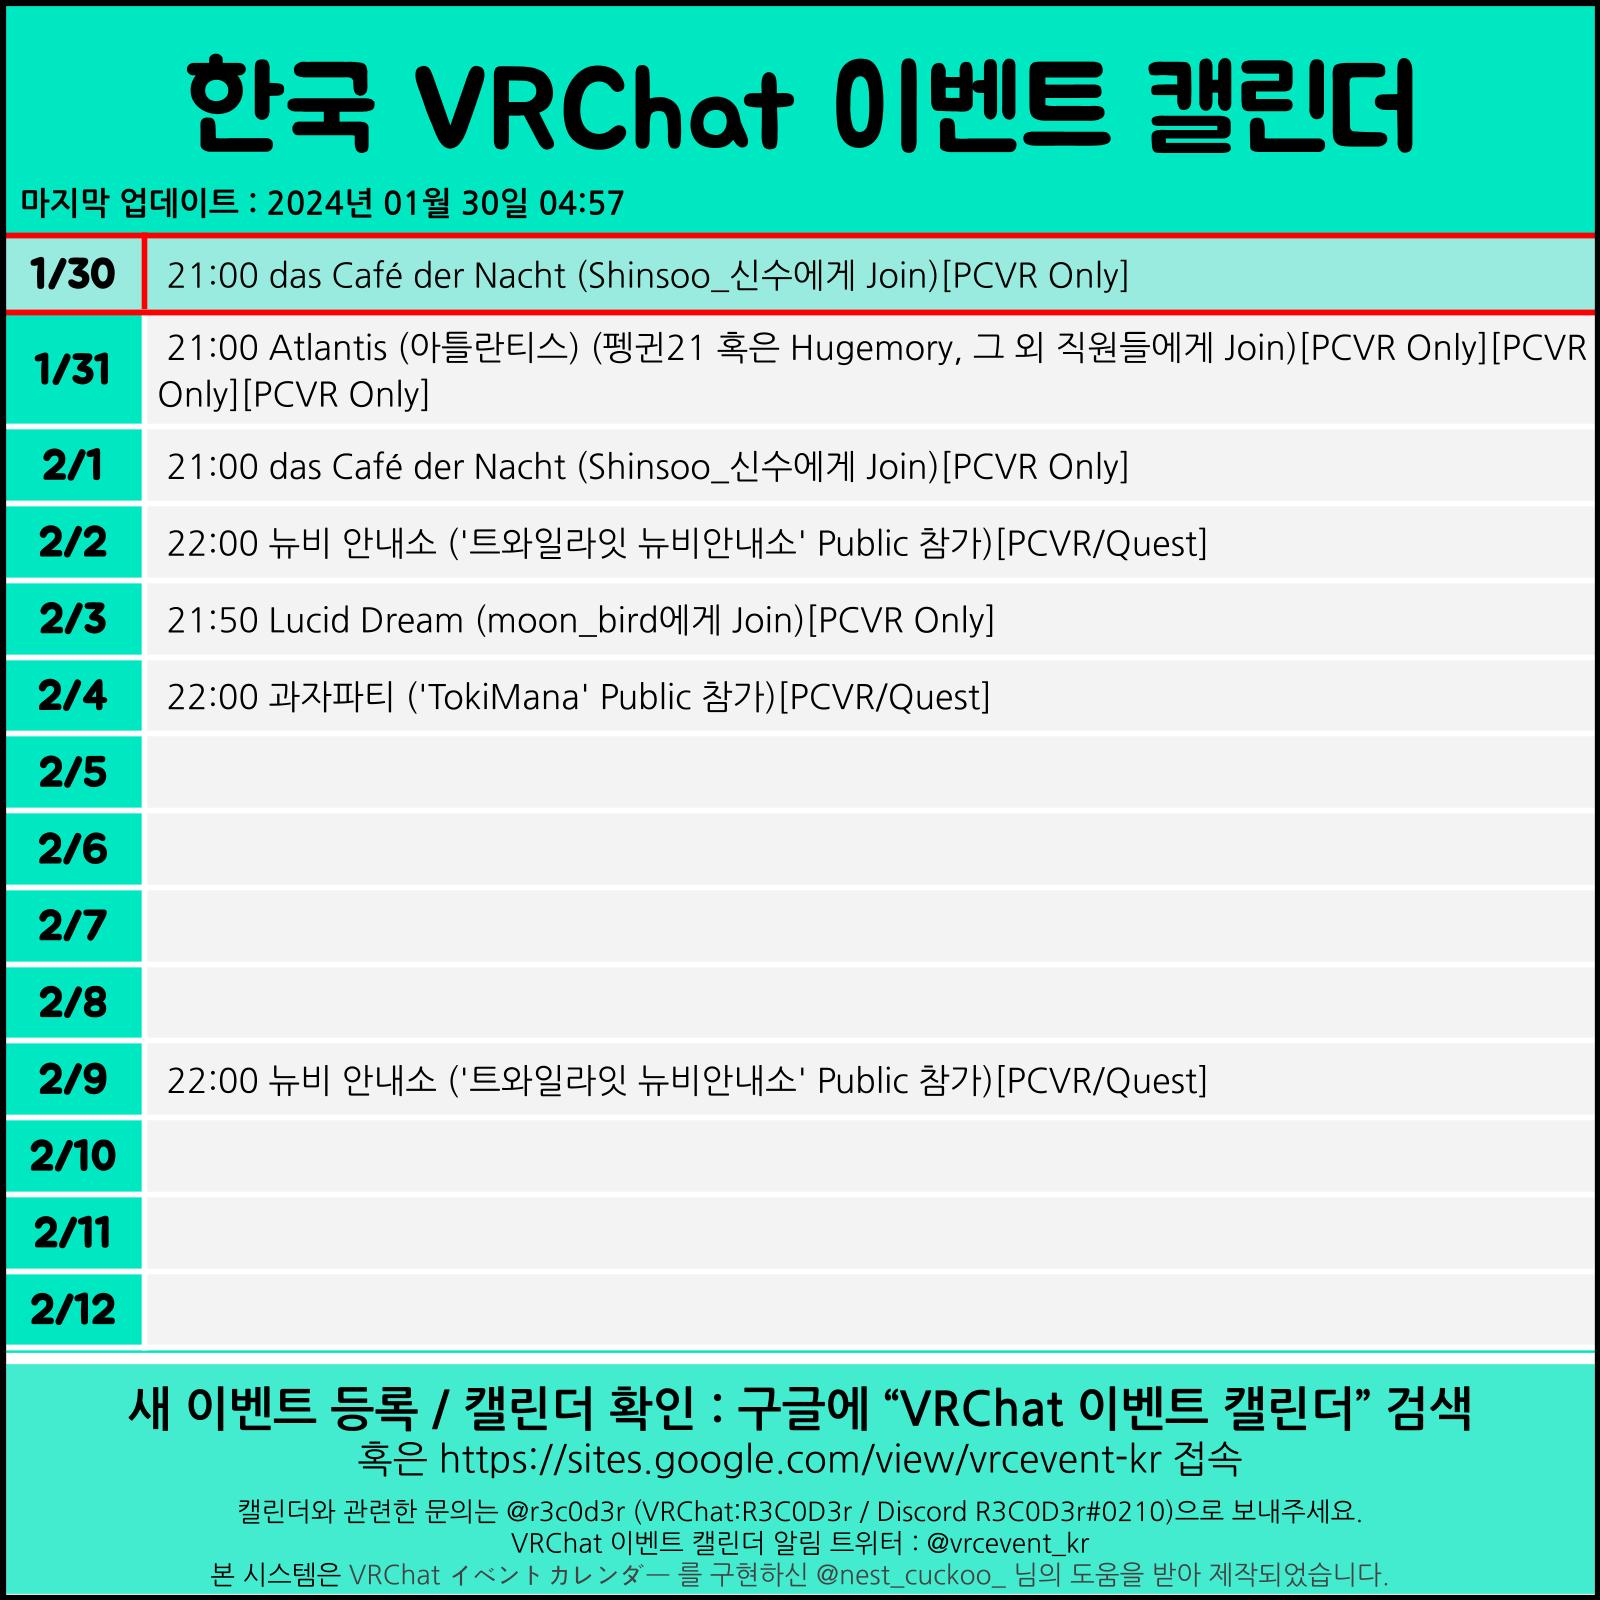 한국 VRChat 이벤트 캘린더
마지막 업데이트 : 2024년 01월 30일 04:57
1/30 21:00 das Café der Nacht (Shinsoo_신수에게 Join)[PCVR Only]
1/31 21:00 Atlantis (아틀란티스) (펭귄21 혹은 Hugemory, 그 외 직원들에게 Join)[PCVR Only][PCVR
Only][PCVR Only]
2/1 21:00 das Café der Nacht (Shinsoo_신수에게 Join)[PCVR Only]
2/2 22:00 뉴비 안내소 ('트와일라잇 뉴비안내소' Public 참가)[PCVR/Quest]
2/3 21:50 Lucid Dream (moon_bird에게 Join)[PCVR Only]
2/4 22:00 과자파티 ('TokiMana' Public 참가)[PCVR/Quest]
2/5
2/6
2/7
2/8
2/9 22:00 뉴비 안내소 ('트와일라잇 뉴비안내소' Public 참가)[PCVR/Quest]
2/10
2/11
2/12
새 이벤트 등록 / 캘린더 확인 : 구글에 “VRChat 이벤트 캘린더” 검색
혹은 https://sites.google.com/view/vrcevent-kr 접속
캘린더와 관련한 문의는 @r3c0d3r (VRChat:R3C0D3r / Discord R3C0D3r#0210)으로 보내주세요.
VRChat 이벤트 캘린더 알림 트위터 : @vrcevent_kr
본 시스템은 VRChat イベントカレンダー 를 구현하신 @nest_cuckoo_ 님의 도움을 받아 제작되었습니다.